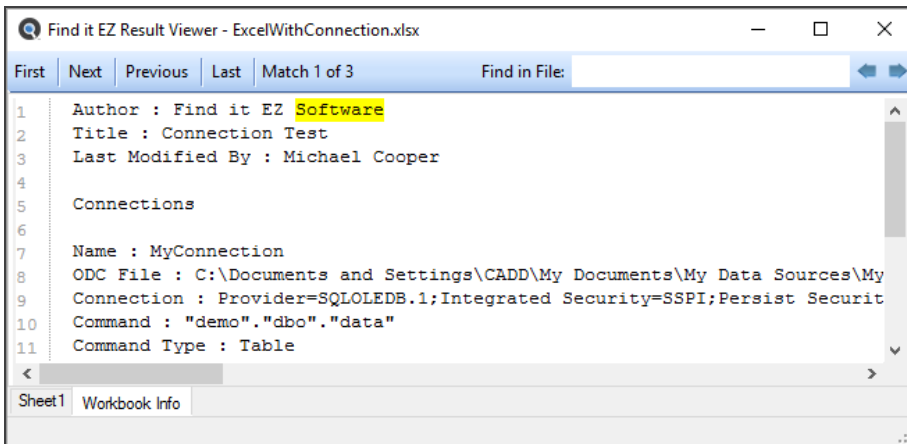 Find it EZ Result Viewer - ExcelWithConnection.xlsx
First Next Previous Last Match 1 of 3 Find in File:
1 Author : Find it EZ Software
2 Title : Connection Test
3 Last Modified By : Michael Cooper
4
5 Connections
6
7 Name : MyConnection
8 ODC File : C:\Documents and Settings\CADD\My Documents\My Data Sources\My
9 Connection : Provider=SQLOLEDB.1;Integrated Security=SSPI;Persist Securit
10 Command : "demo"."dbo"."data"
11 Command Type : Table
Sheet1 Workbook Info